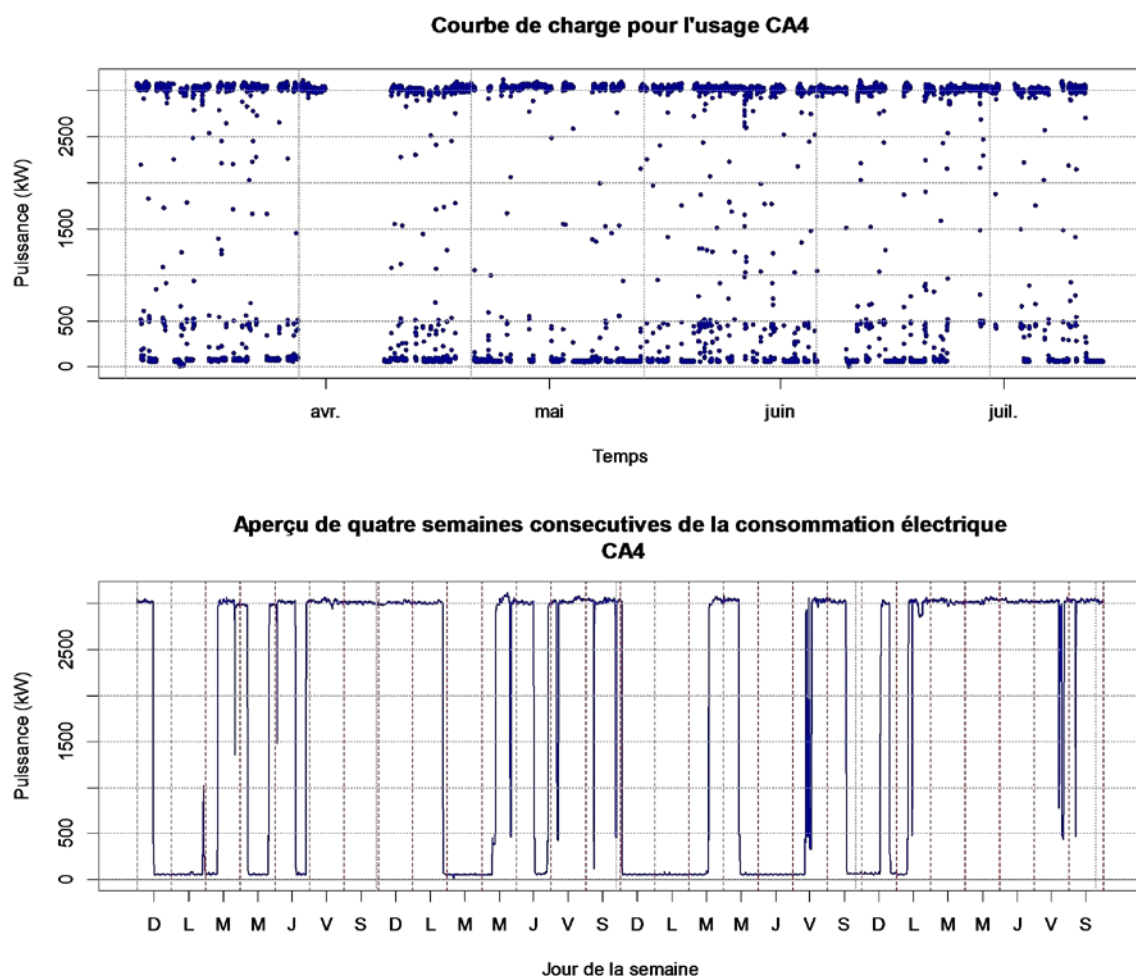 Courbe de charge pour l'usage CA4
Puissance (kW)
2500
1500
500
0
avr.
mai
juin
juil.
Temps
Aperçu de quatre semaines consecutives de la consommation électrique
CA4
Puissance (kW)
2500
1500
500
0
D L M M J V S D L M M J V S D L M M J V S D L M M J V S
Jour de la semaine